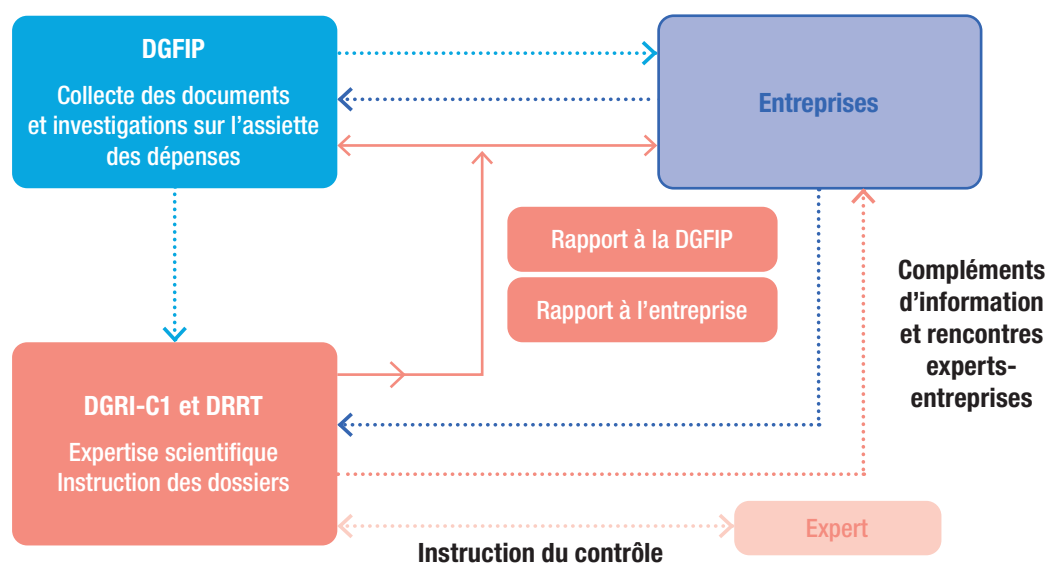 DGFIP
Collecte des documents
et investigations sur l’assiette
des dépenses
Entreprises
Rapport à la DGFIP
Rapport à l’entreprise
Compléments
d’information
et rencontres
experts-
entreprises
DGRI-C1 et DRRT
Expertise scientifique
Instruction des dossiers
Expert
Instruction du contrôle